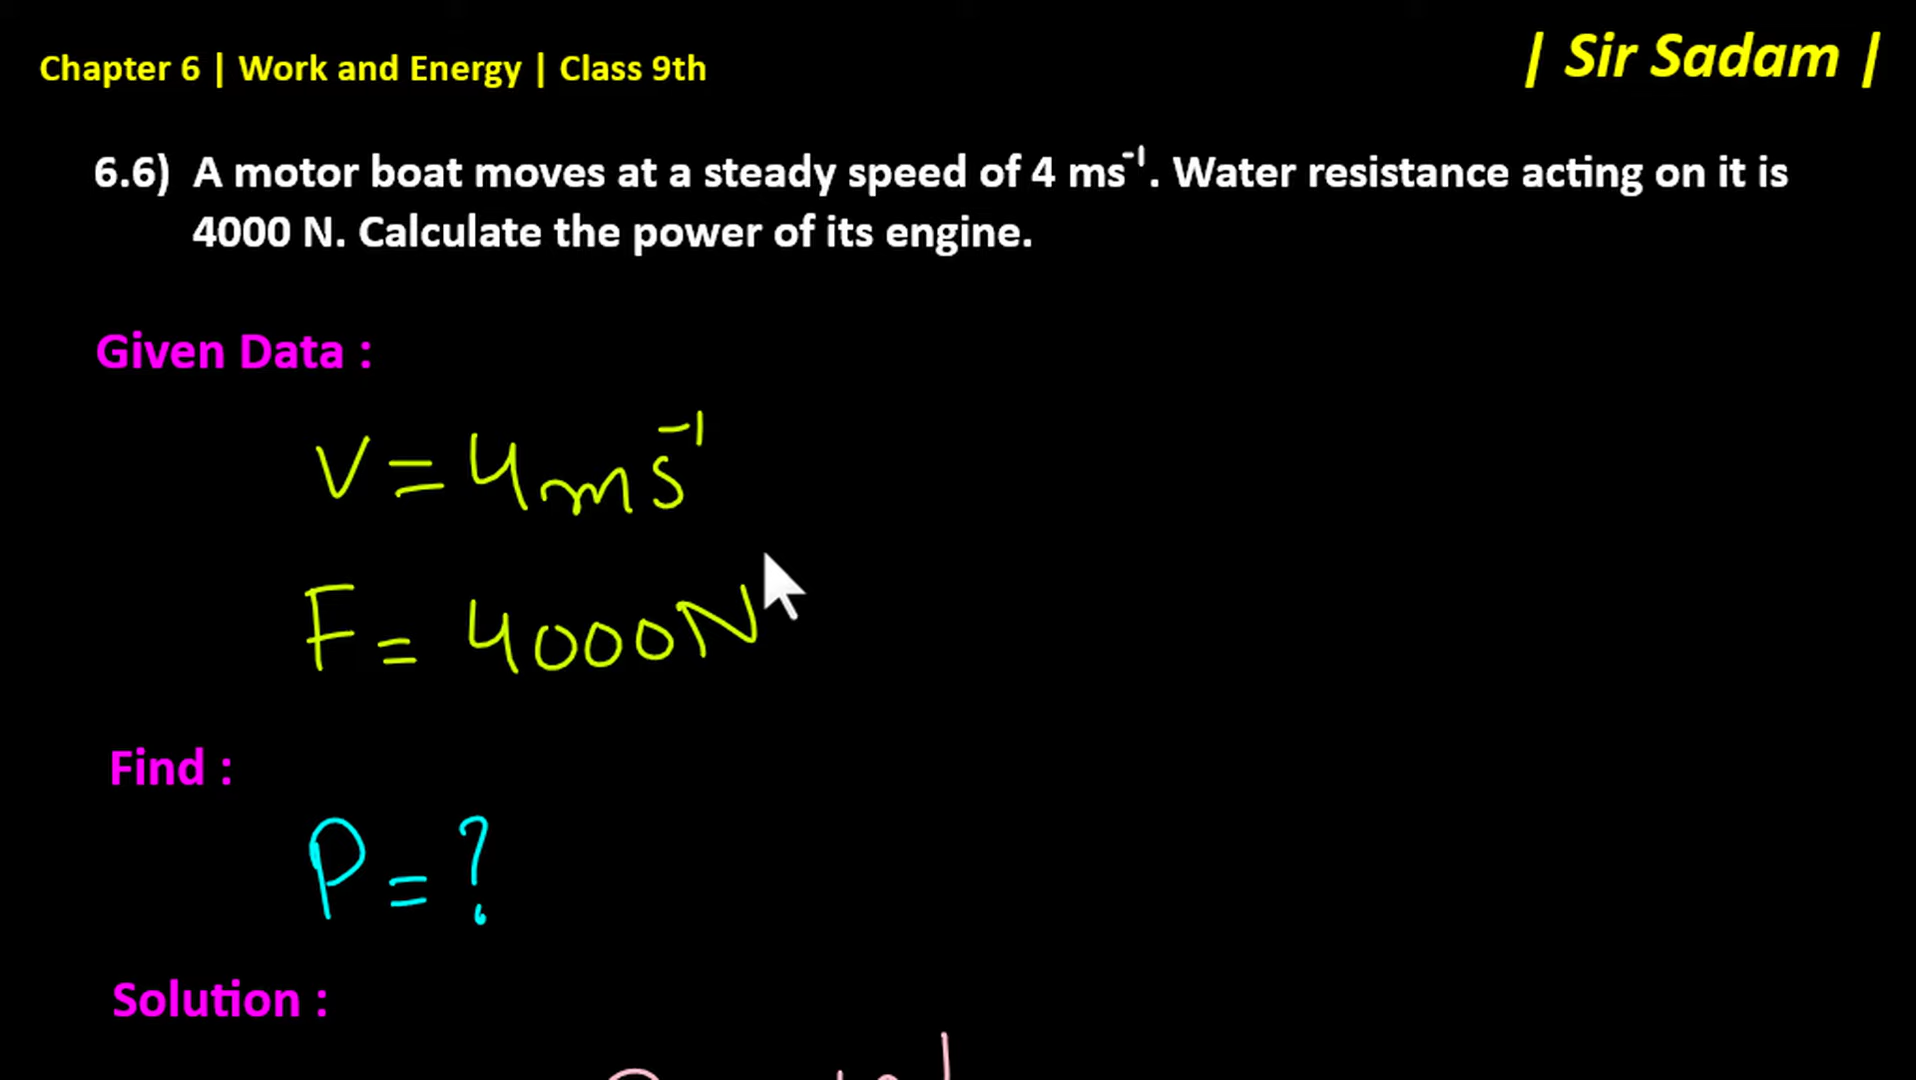 Chapter 6 | Work and Energy | Class 9th
| Sir Sadam |
6.6) A motor boat moves at a steady speed of 4 ms⁻¹. Water resistance acting on it is
4000 N. Calculate the power of its engine.
Given Data :
V = 4ms⁻¹
F = 4000N
Find :
P = ?
Solution :